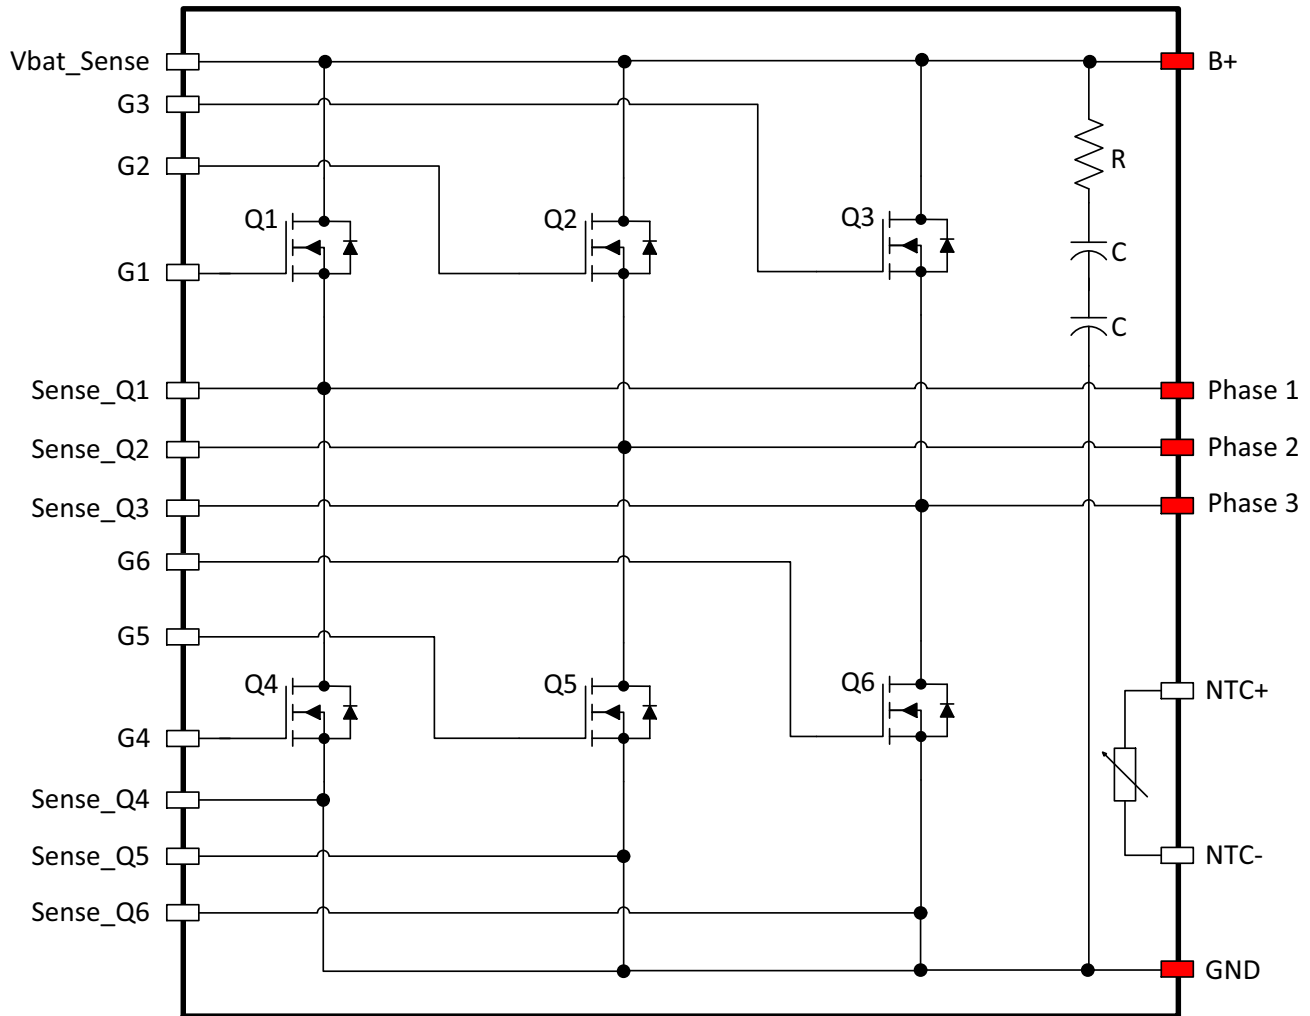 Vbat_Sense
B+
G3
G2
R
Q1
Q2
Q3
G1
C
C
Sense_Q1
Phase 1
Sense_Q2
Phase 2
Sense_Q3
Phase 3
G6
G5
Q4
Q5
Q6
NTC+
G4
Sense_Q4
Sense_Q5
NTC-
Sense_Q6
GND